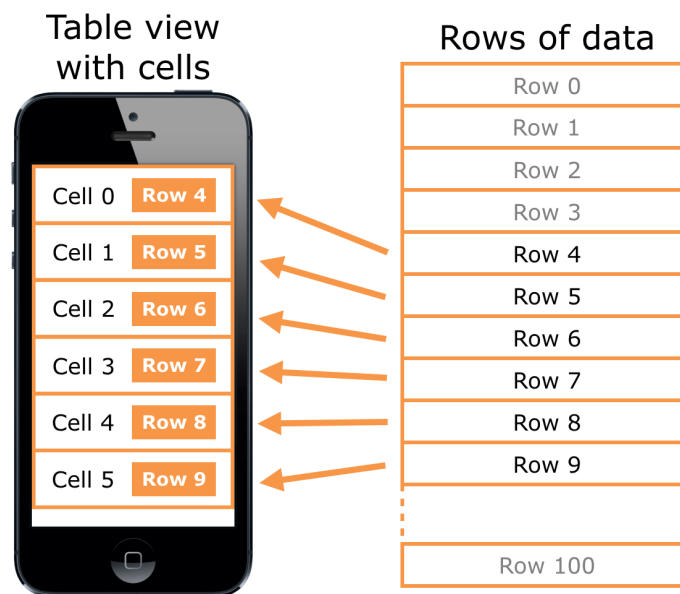 Table view
with cells
Cell 0 Row 4
Cell 1 Row 5
Cell 2 Row 6
Cell 3 Row 7
Cell 4 Row 8
Cell 5 Row 9
Rows of data
Row 0
Row 1
Row 2
Row 3
Row 4
Row 5
Row 6
Row 7
Row 8
Row 9
Row 100